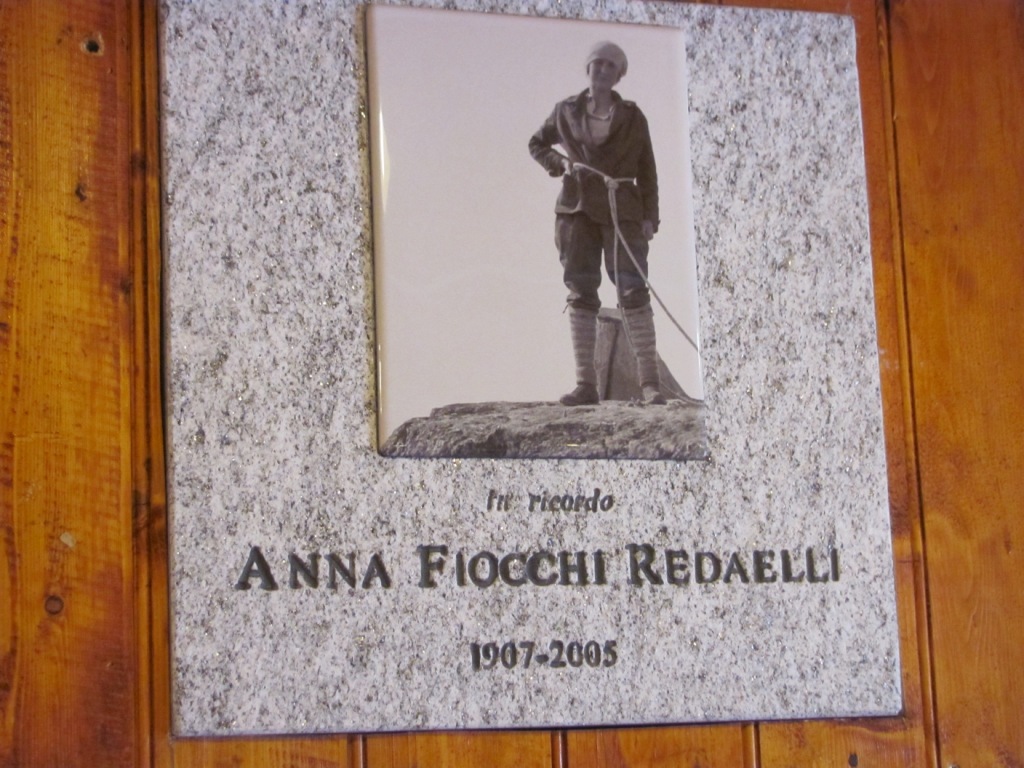 In ricordo
ANNA FIOCCHI REDAELLI
1907-2005